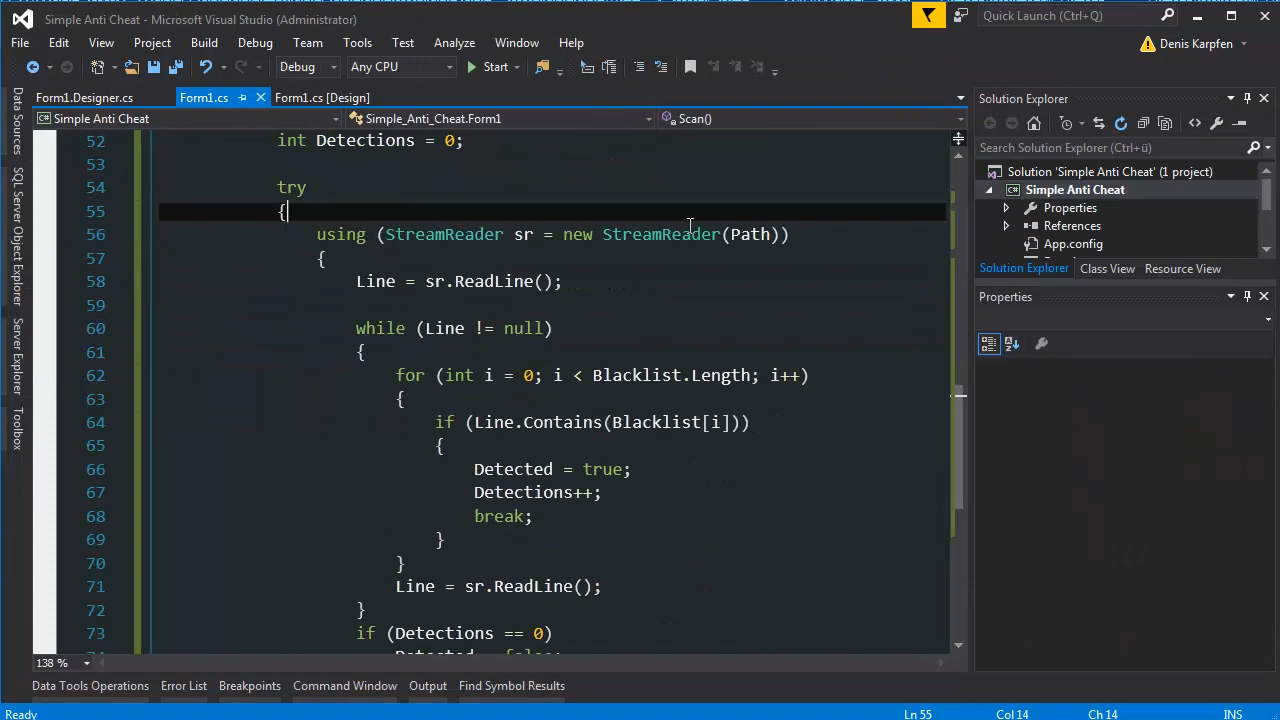 Simple Anti Cheat - Microsoft Visual Studio (Administrator)
Quick Launch (Ctrl+Q)
File Edit View Project Build Debug Team Tools Test Analyze Window Help
Denis Karpfen
Debug Any CPU Start
Form1.Designer.cs Form1.cs Form1.cs [Design]
Simple Anti Cheat Simple_Anti_Cheat.Form1 Scan()
52 int Detections = 0;
53
54 try
55 {
56 using (StreamReader sr = new StreamReader(Path))
57 {
58 Line = sr.ReadLine();
59
60 while (Line != null)
61 {
62 for (int i = 0; i < Blacklist.Length; i++)
63 {
64 if (Line.Contains(Blacklist[i]))
65 {
66 Detected = true;
67 Detections++;
68 break;
69 }
70 }
71 Line = sr.ReadLine();
72 }
73 if (Detections == 0)
138 %
Data Sources
SQL Server Object Explorer
Server Explorer
Toolbox
Solution Explorer
Search Solution Explorer (Ctrl+ü)
Solution 'Simple Anti Cheat' (1 project)
Simple Anti Cheat
Properties
References
App.config
Solution Explorer Class View Resource View
Properties
Data Tools Operations Error List Breakpoints Command Window Output Find Symbol Results
Ready Ln 55 Col 14 Ch 14 INS